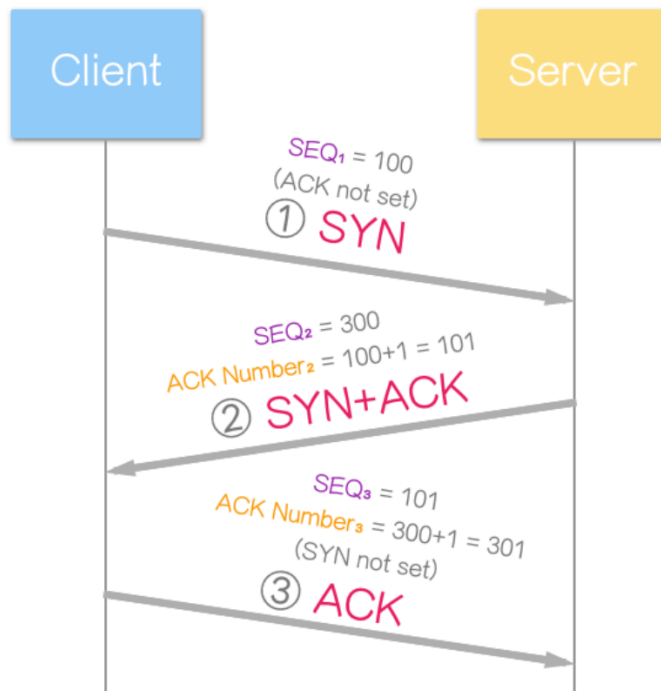 Client
Server
SEQ₁ = 100
(ACK not set)
① SYN
SEQ₂ = 300
ACK Number₂ = 100+1 = 101
② SYN+ACK
SEQ₃ = 101
ACK Number₃ = 300+1 = 301
(SYN not set)
③ ACK